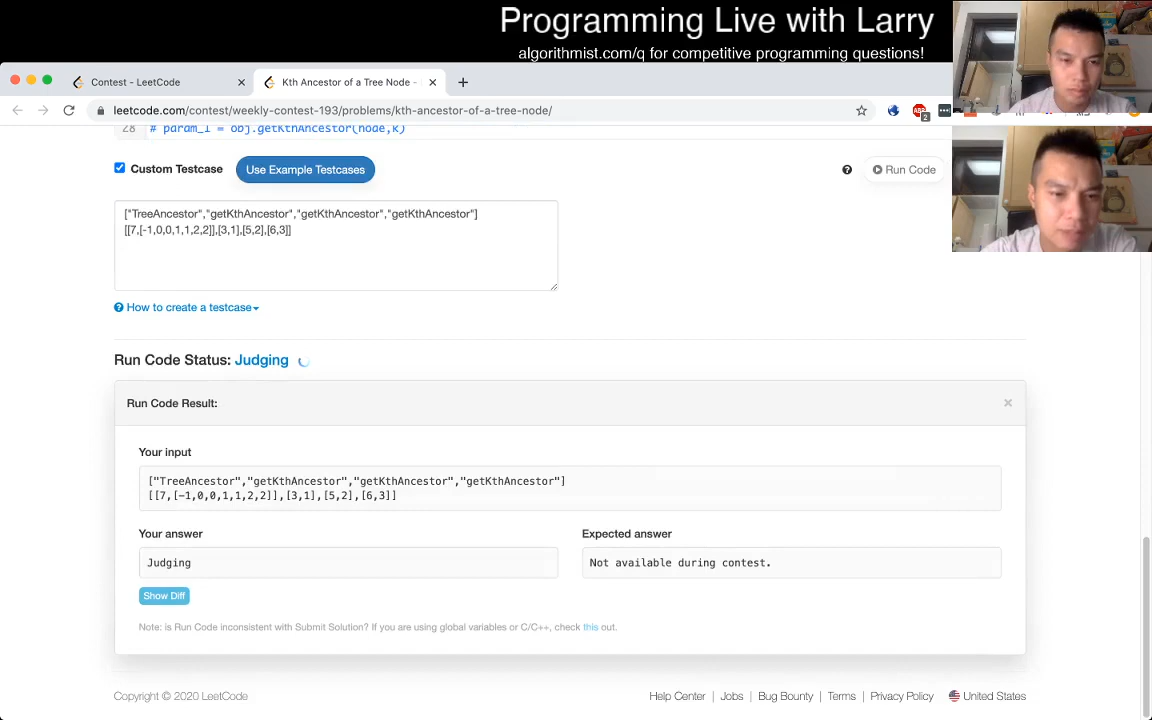 Programming Live with Larry
algorithmist.com/q for competitive programming questions!
Contest - LeetCode
Kth Ancestor of a Tree Node -
leetcode.com/contest/weekly-contest-193/problems/kth-ancestor-of-a-tree-node/
28 # param_1 = obj.getKthAncestor(node,k)
Custom Testcase
Use Example Testcases
Run Code
["TreeAncestor","getKthAncestor","getKthAncestor","getKthAncestor"]
[[7,[-1,0,0,1,1,2,2]],[3,1],[5,2],[6,3]]
How to create a testcase
Run Code Status: Judging
Run Code Result:
Your input
["TreeAncestor","getKthAncestor","getKthAncestor","getKthAncestor"]
[[7,[-1,0,0,1,1,2,2]],[3,1],[5,2],[6,3]]
Your answer
Expected answer
Judging
Not available during contest.
Show Diff
Note: is Run Code inconsistent with Submit Solution? If you are using global variables or C/C++, check this out.
Copyright © 2020 LeetCode
Help Center | Jobs | Bug Bounty | Terms | Privacy Policy United States